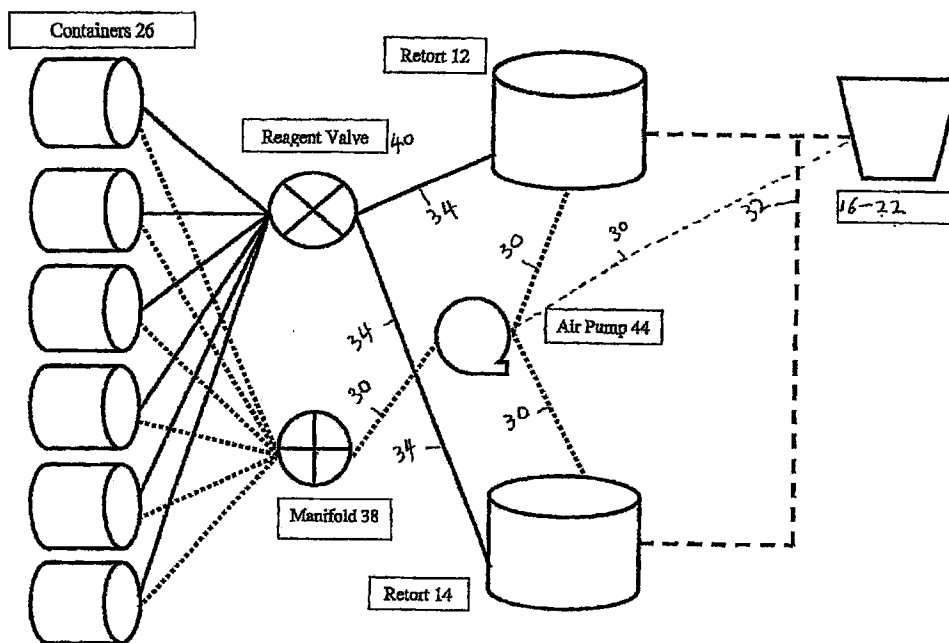 Containers 26
Retort 12
Reagent Valve 40
34
30
30
32
16-22
Air Pump 44
34
30
30
34
Manifold 38
Retort 14